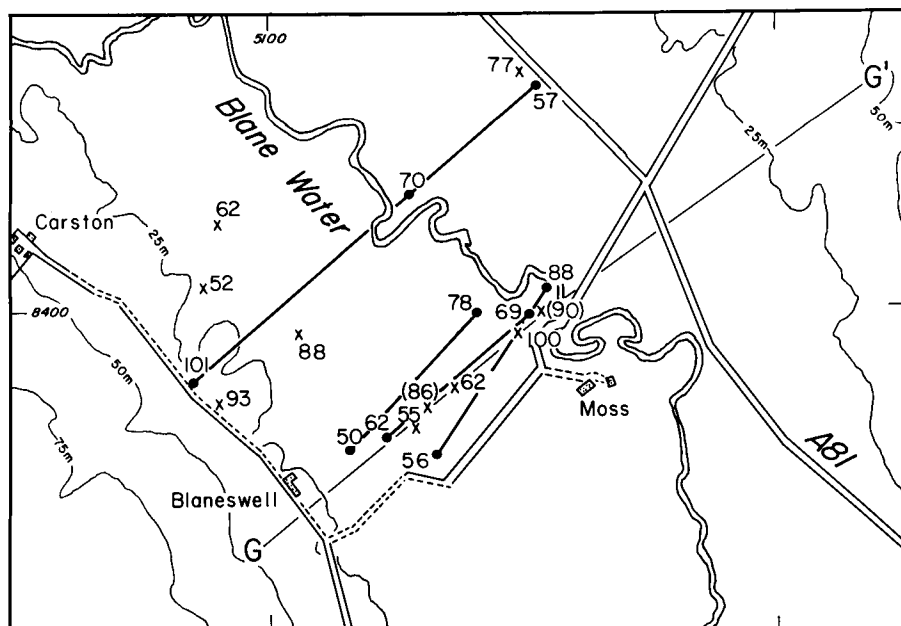 5100
77
57
G'
50m
25m
Blane Water
70
62
Carston
25m
52
88
8400
78
69
(90)
100
88
101
93
(86)
62
Moss
50m
62
55
50
56
A81
75m
Blaneswell
G